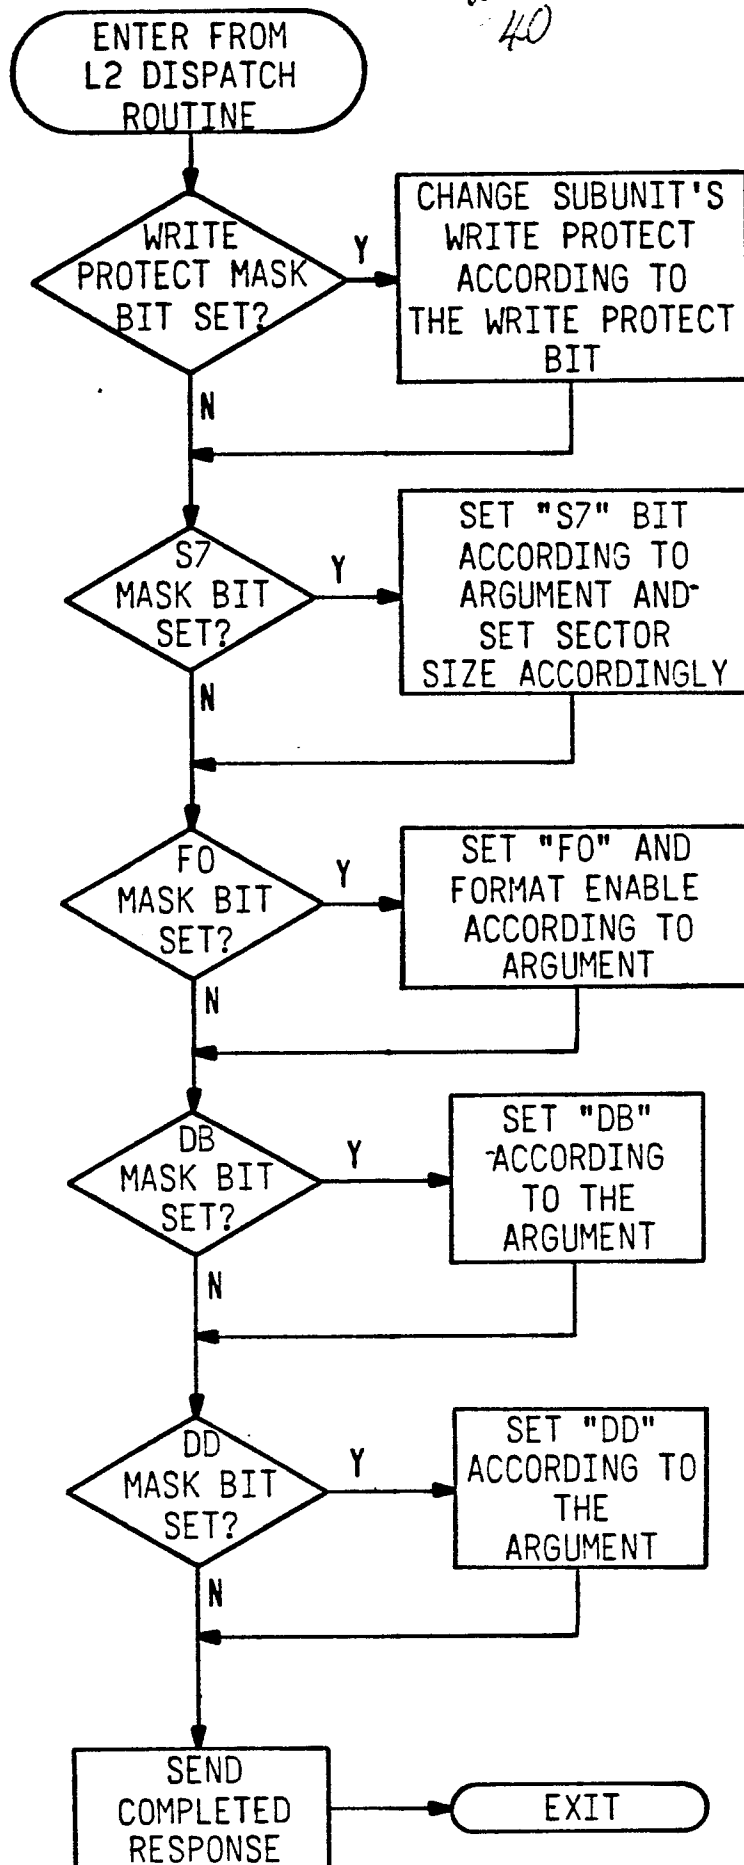 40
ENTER FROM
L2 DISPATCH
ROUTINE
WRITE
PROTECT MASK
BIT SET?
Y
CHANGE SUBUNIT'S
WRITE PROTECT
ACCORDING TO
THE WRITE PROTECT
BIT
N
S7
MASK BIT
SET?
Y
SET "S7" BIT
ACCORDING TO
ARGUMENT AND
SET SECTOR
SIZE ACCORDINGLY
N
FO
MASK BIT
SET?
Y
SET "FO" AND
FORMAT ENABLE
ACCORDING TO
ARGUMENT
N
DB
MASK BIT
SET?
Y
SET "DB"
ACCORDING
TO THE
ARGUMENT
N
DD
MASK BIT
SET?
Y
SET "DD"
ACCORDING TO
THE
ARGUMENT
N
SEND
COMPLETED
RESPONSE
EXIT